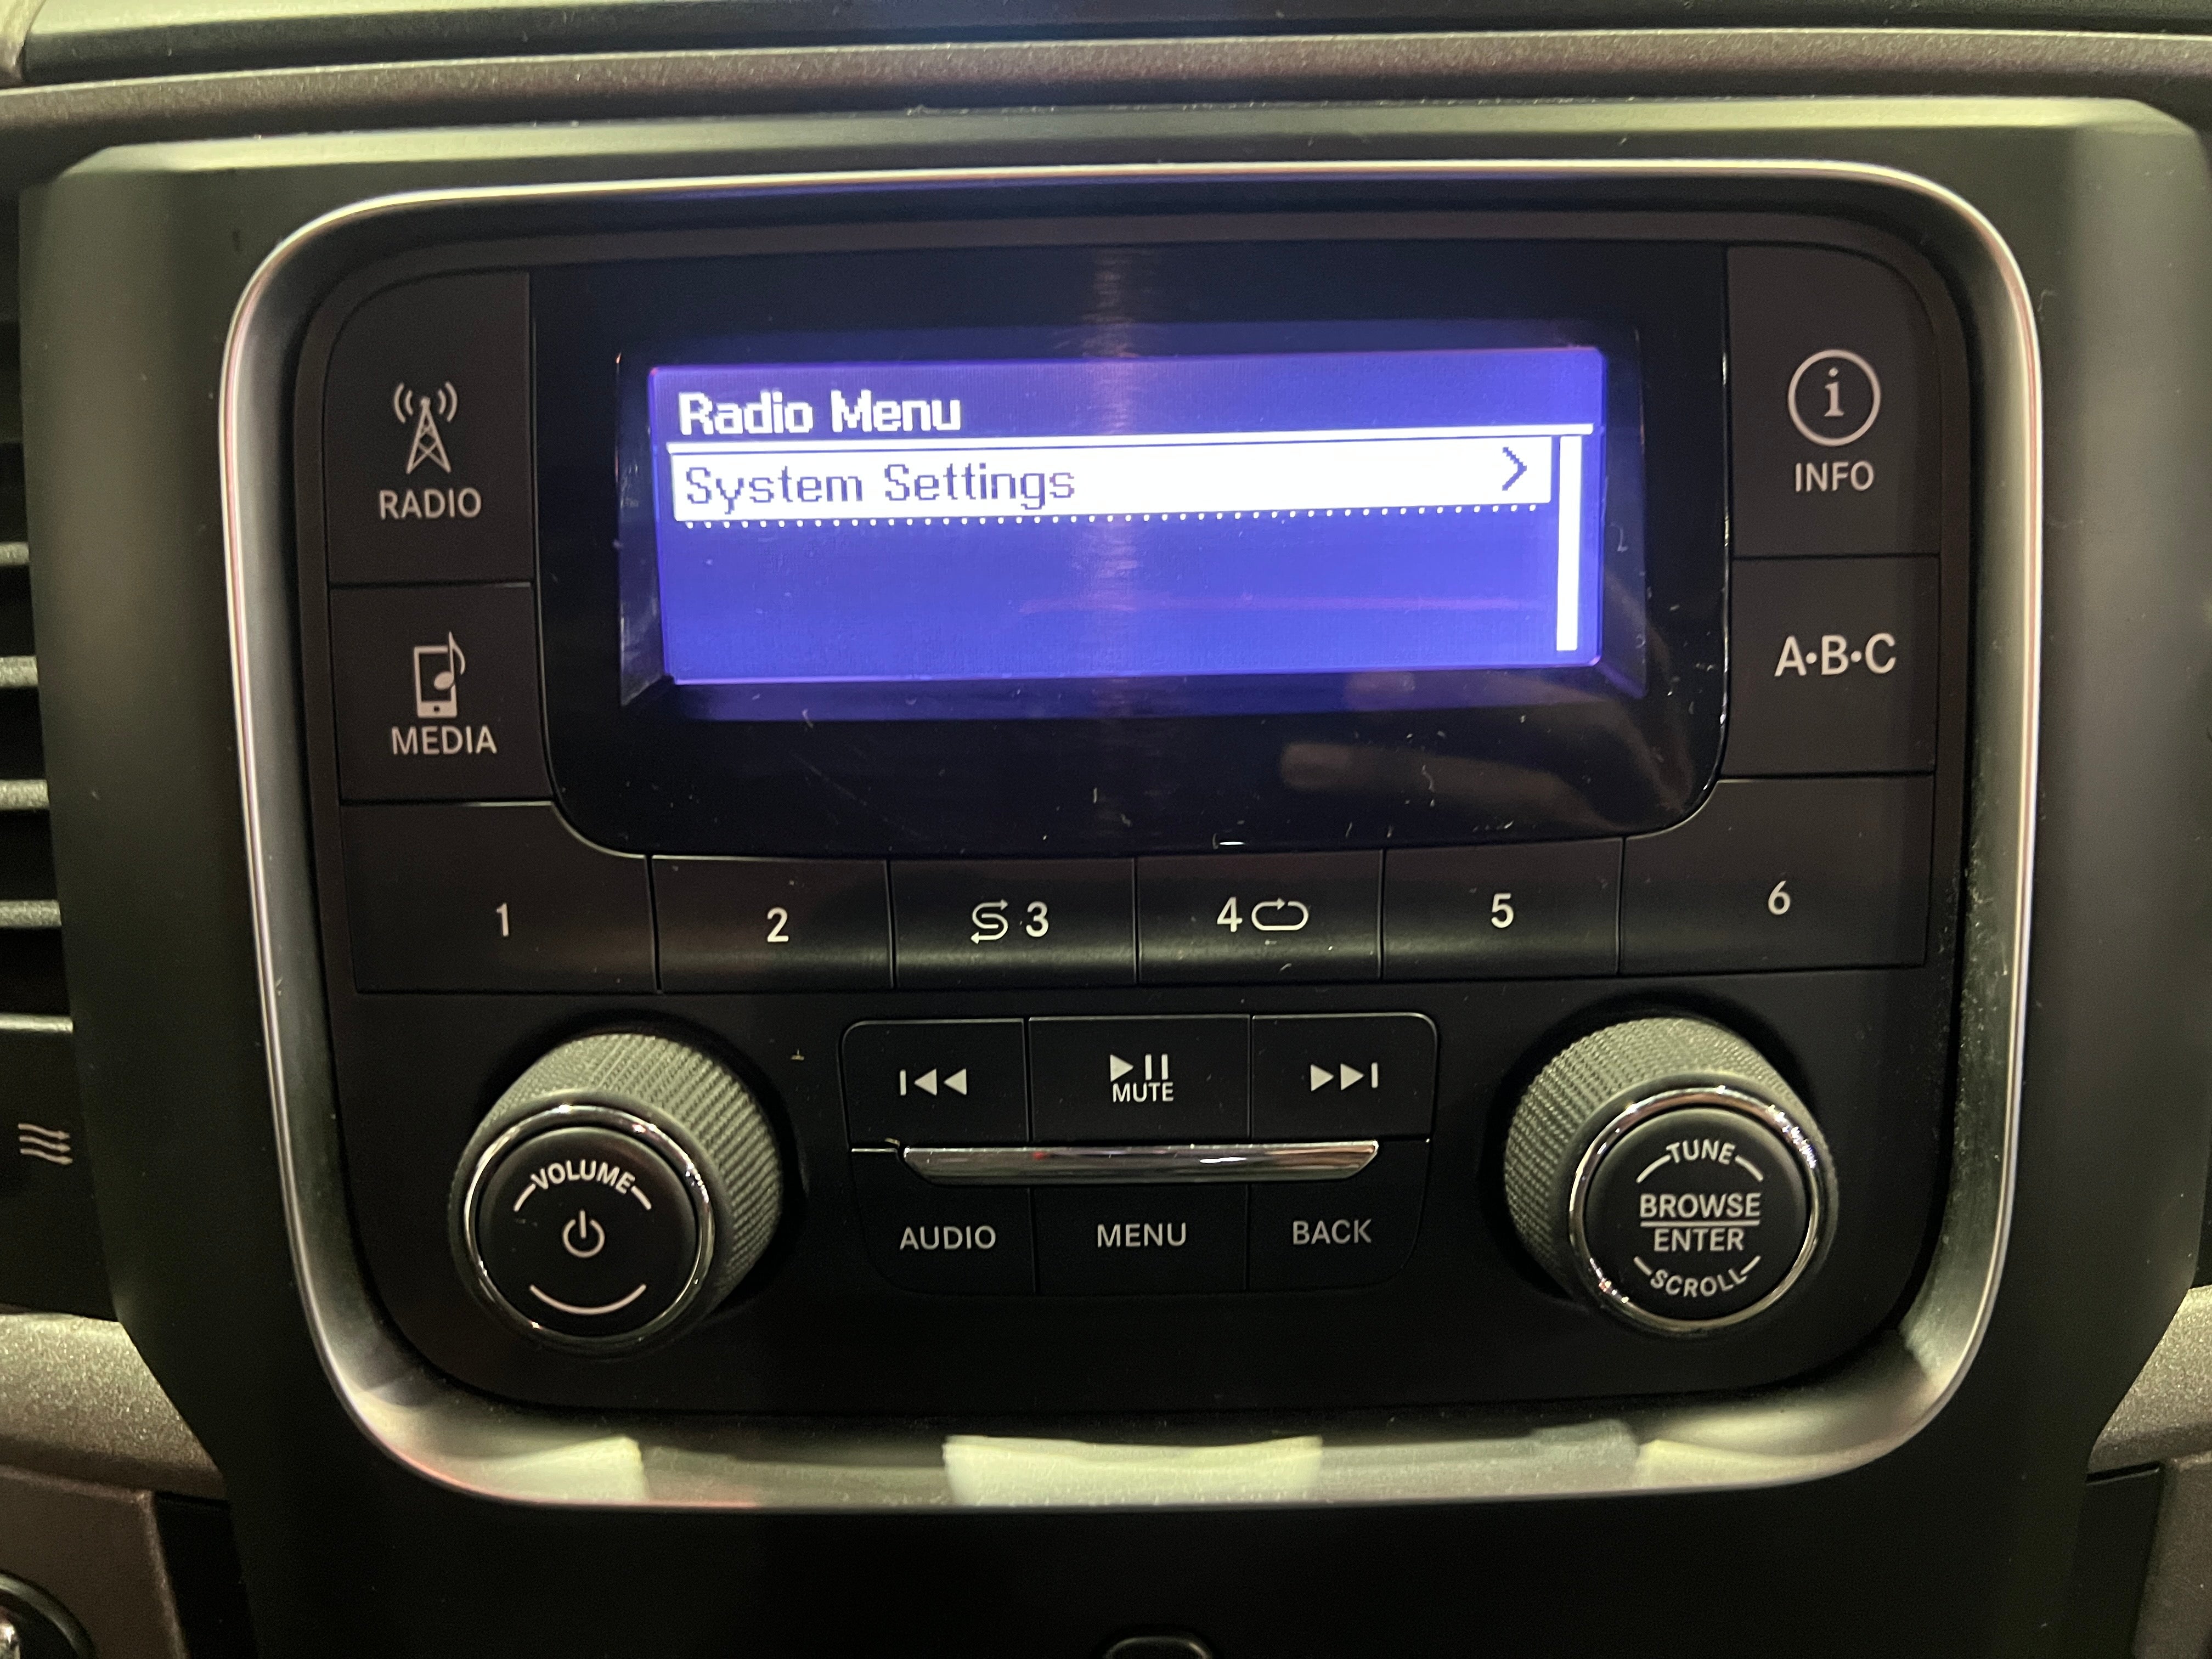 Radio Menu
System Settings
RADIO
MEDIA
i
INFO
A·B·C
1
2
3
4
5
6
MUTE
VOLUME
AUDIO
MENU
BACK
TUNE
BROWSE
ENTER
SCROLL